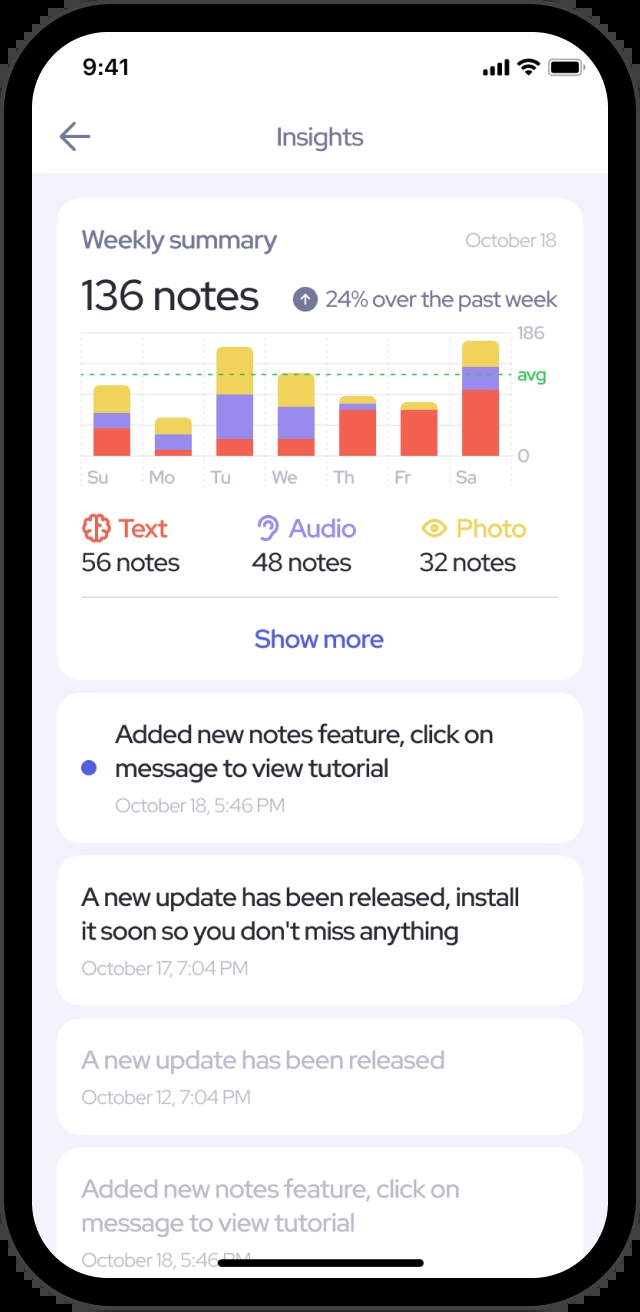 9:41
Insights
Weekly summary
October 18
136 notes
24% over the past week
186
avg
0
Su Mo Tu We Th Fr Sa
Text Audio Photo
56 notes 48 notes 32 notes
Show more
Added new notes feature, click on
message to view tutorial
October 18, 5:46 PM
A new update has been released, install
it soon so you don't miss anything
October 17, 7:04 PM
A new update has been released
October 12, 7:04 PM
Added new notes feature, click on
message to view tutorial
October 18, 5:46 PM